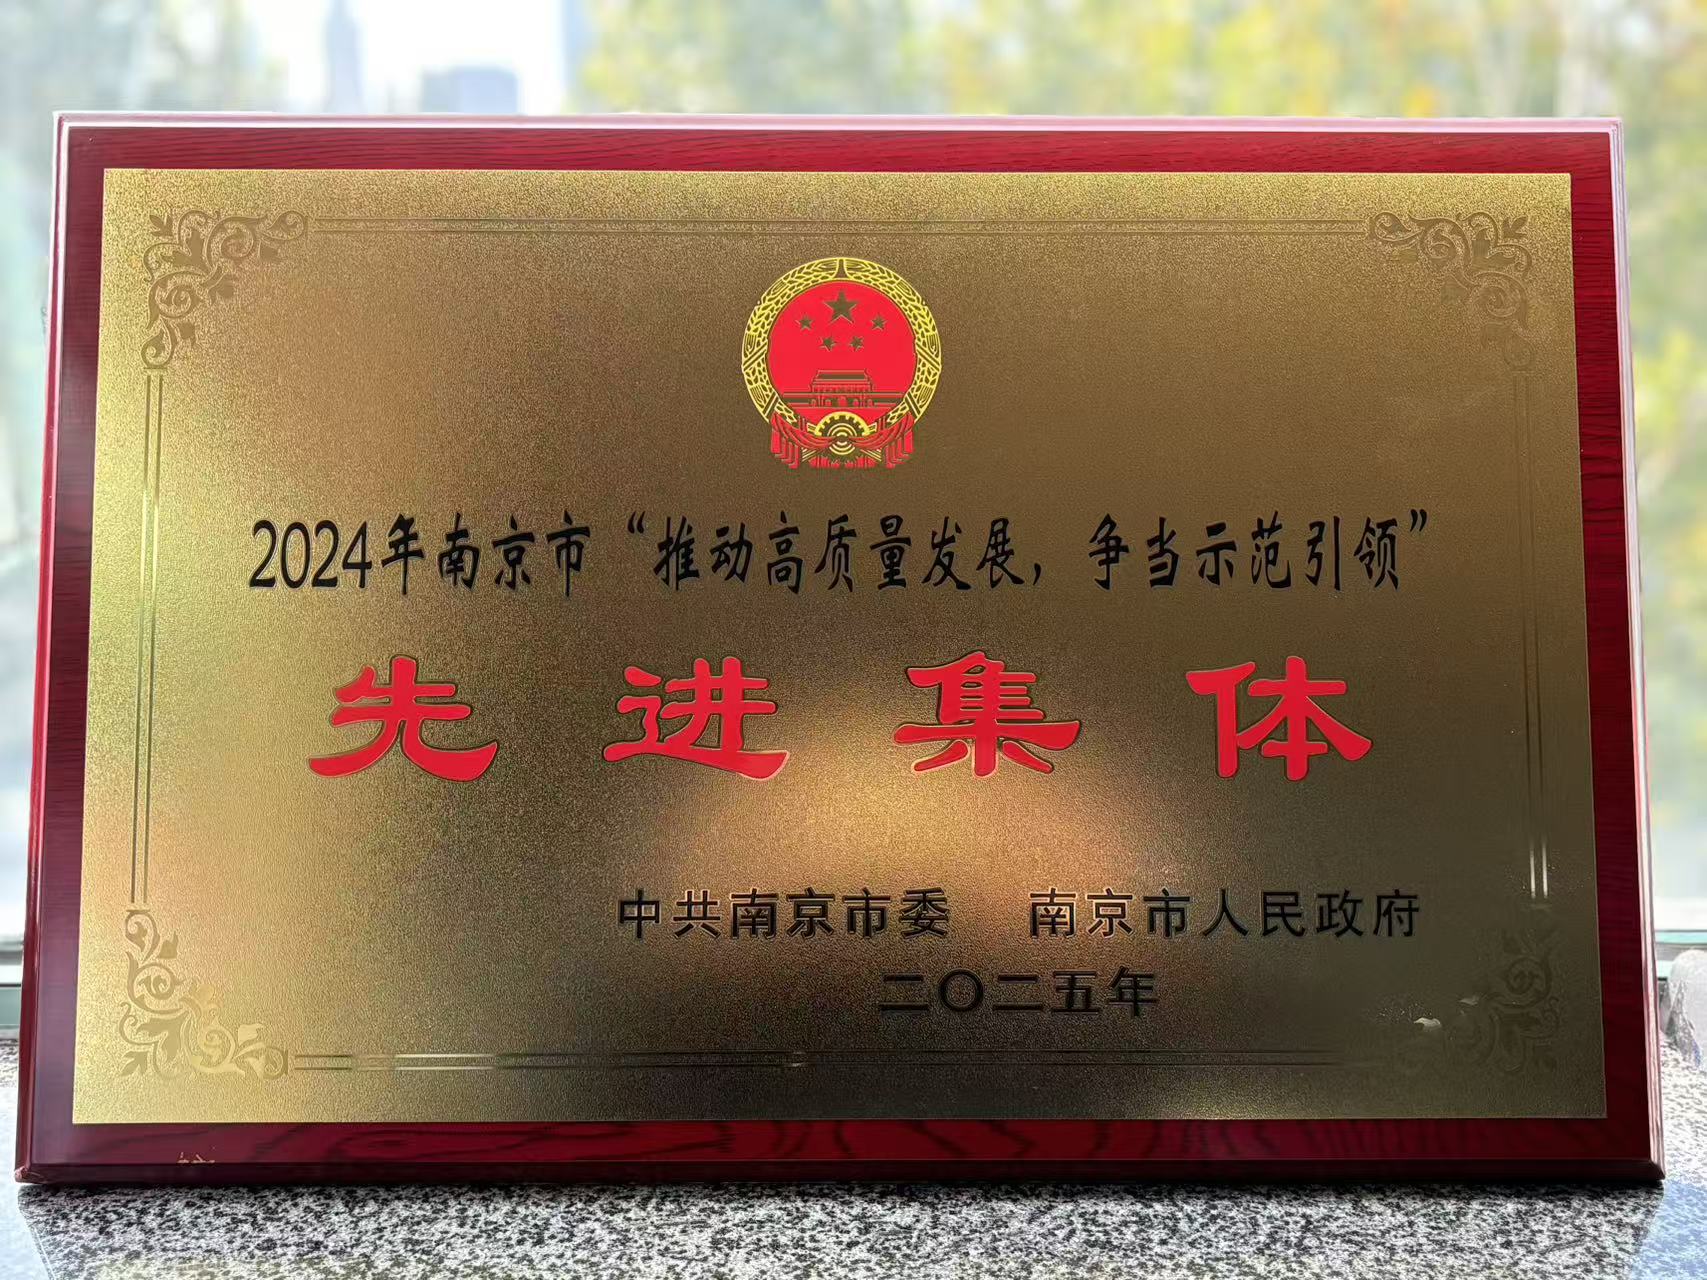 2024年南京市“推动高质量发展，争当示范引领”
先进集体
中共南京市委 南京市人民政府
二〇二五年